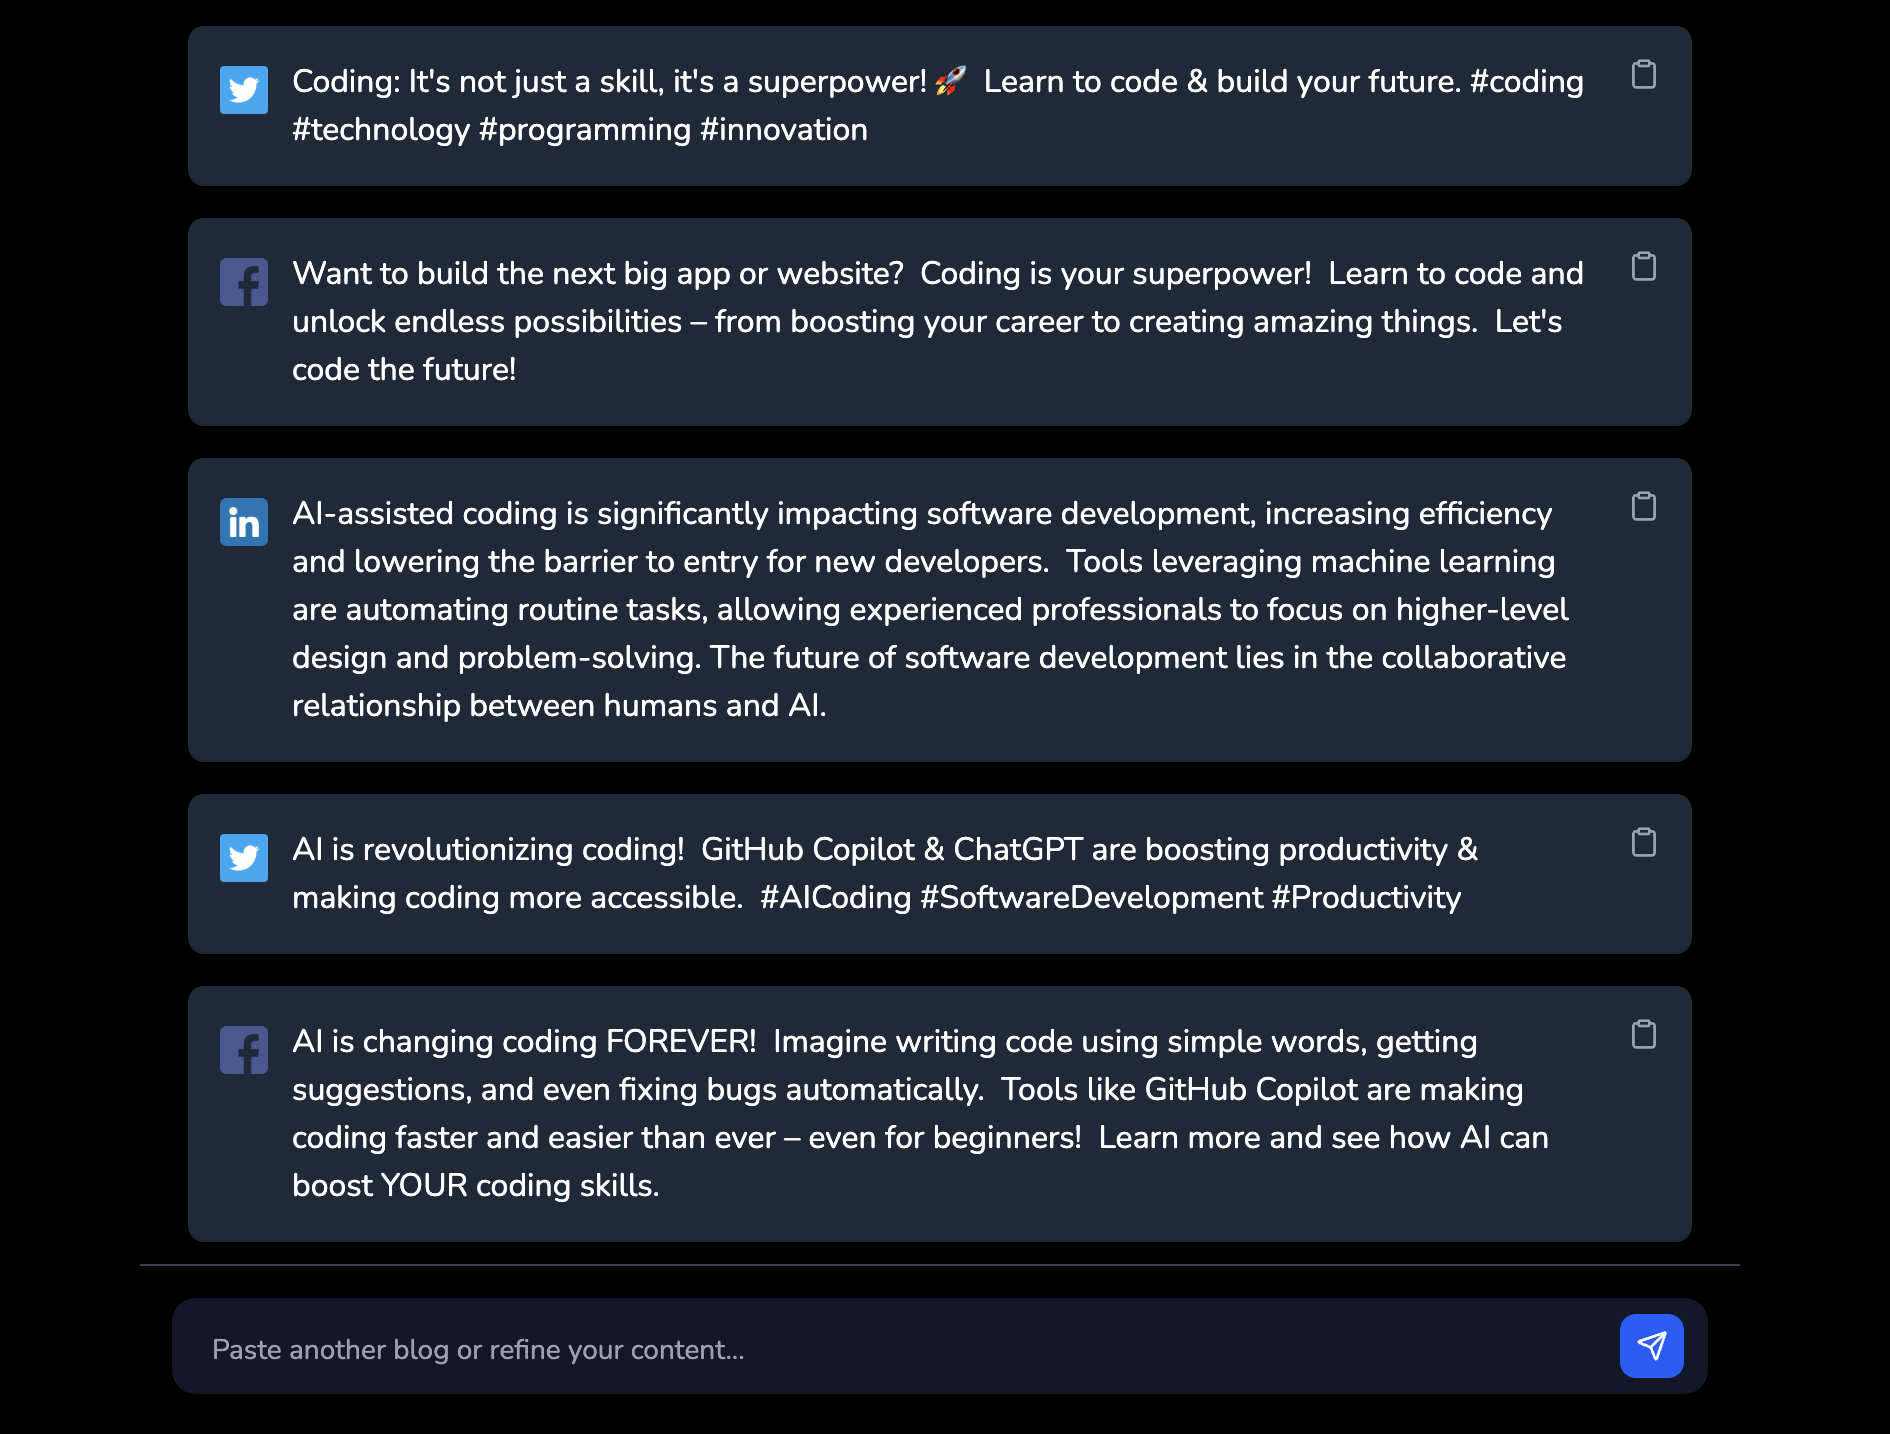 Coding: It's not just a skill, it's a superpower! 🚀 Learn to code & build your future. #coding
#technology #programming #innovation
Want to build the next big app or website? Coding is your superpower! Learn to code and
unlock endless possibilities – from boosting your career to creating amazing things. Let's
code the future!
in
AI-assisted coding is significantly impacting software development, increasing efficiency
and lowering the barrier to entry for new developers. Tools leveraging machine learning
are automating routine tasks, allowing experienced professionals to focus on higher-level
design and problem-solving. The future of software development lies in the collaborative
relationship between humans and AI.
AI is revolutionizing coding! GitHub Copilot & ChatGPT are boosting productivity &
making coding more accessible. #AICoding #SoftwareDevelopment #Productivity
AI is changing coding FOREVER! Imagine writing code using simple words, getting
suggestions, and even fixing bugs automatically. Tools like GitHub Copilot are making
coding faster and easier than ever – even for beginners! Learn more and see how AI can
boost YOUR coding skills.
Paste another blog or refine your content...